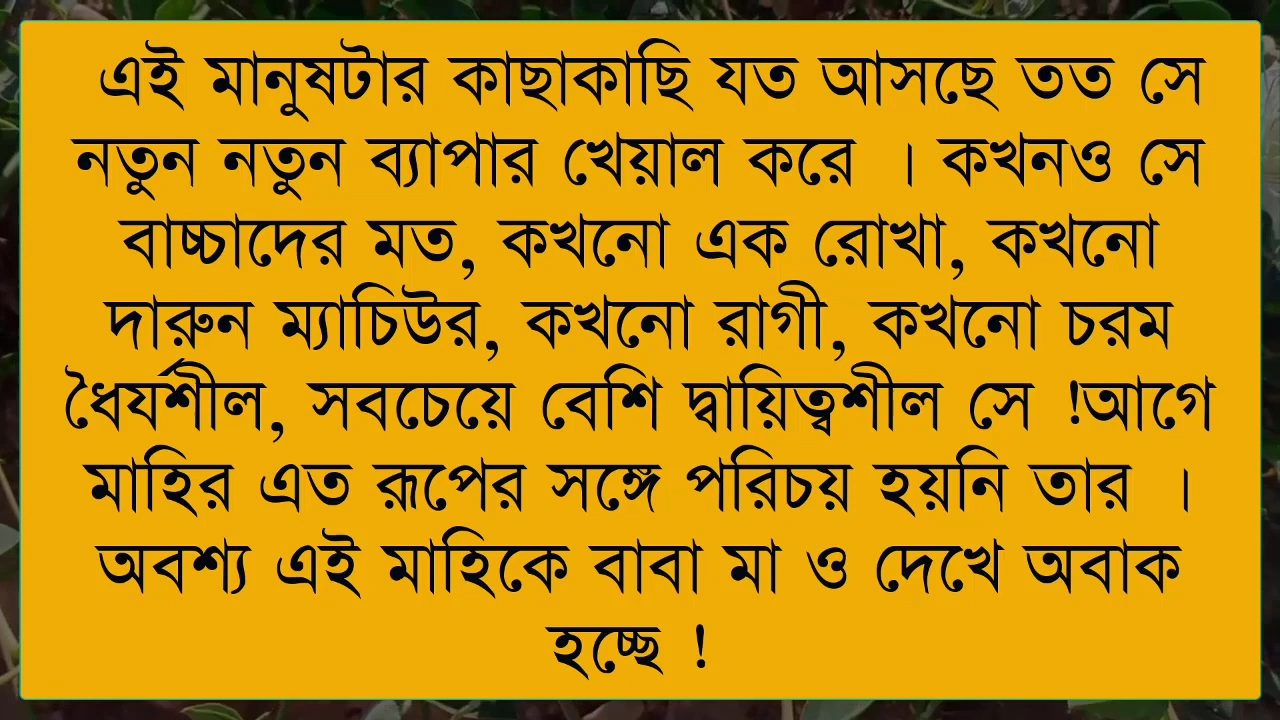 এই মানুষটার কাছাকাছি যত আসছে তত সে
নতুন নতুন ব্যাপার খেয়াল করে । কখনও সে
বাচ্চাদের মত, কখনো এক রোখা, কখনো
দারুন ম্যাচিউর, কখনো রাগী, কখনো চরম
ধৈর্যশীল, সবচেয়ে বেশি দ্বায়িত্বশীল সে !আগে
মাহির এত রূপের সঙ্গে পরিচয় হয়নি তার ।
অবশ্য এই মাহিকে বাবা মা ও দেখে অবাক
হচ্ছে !